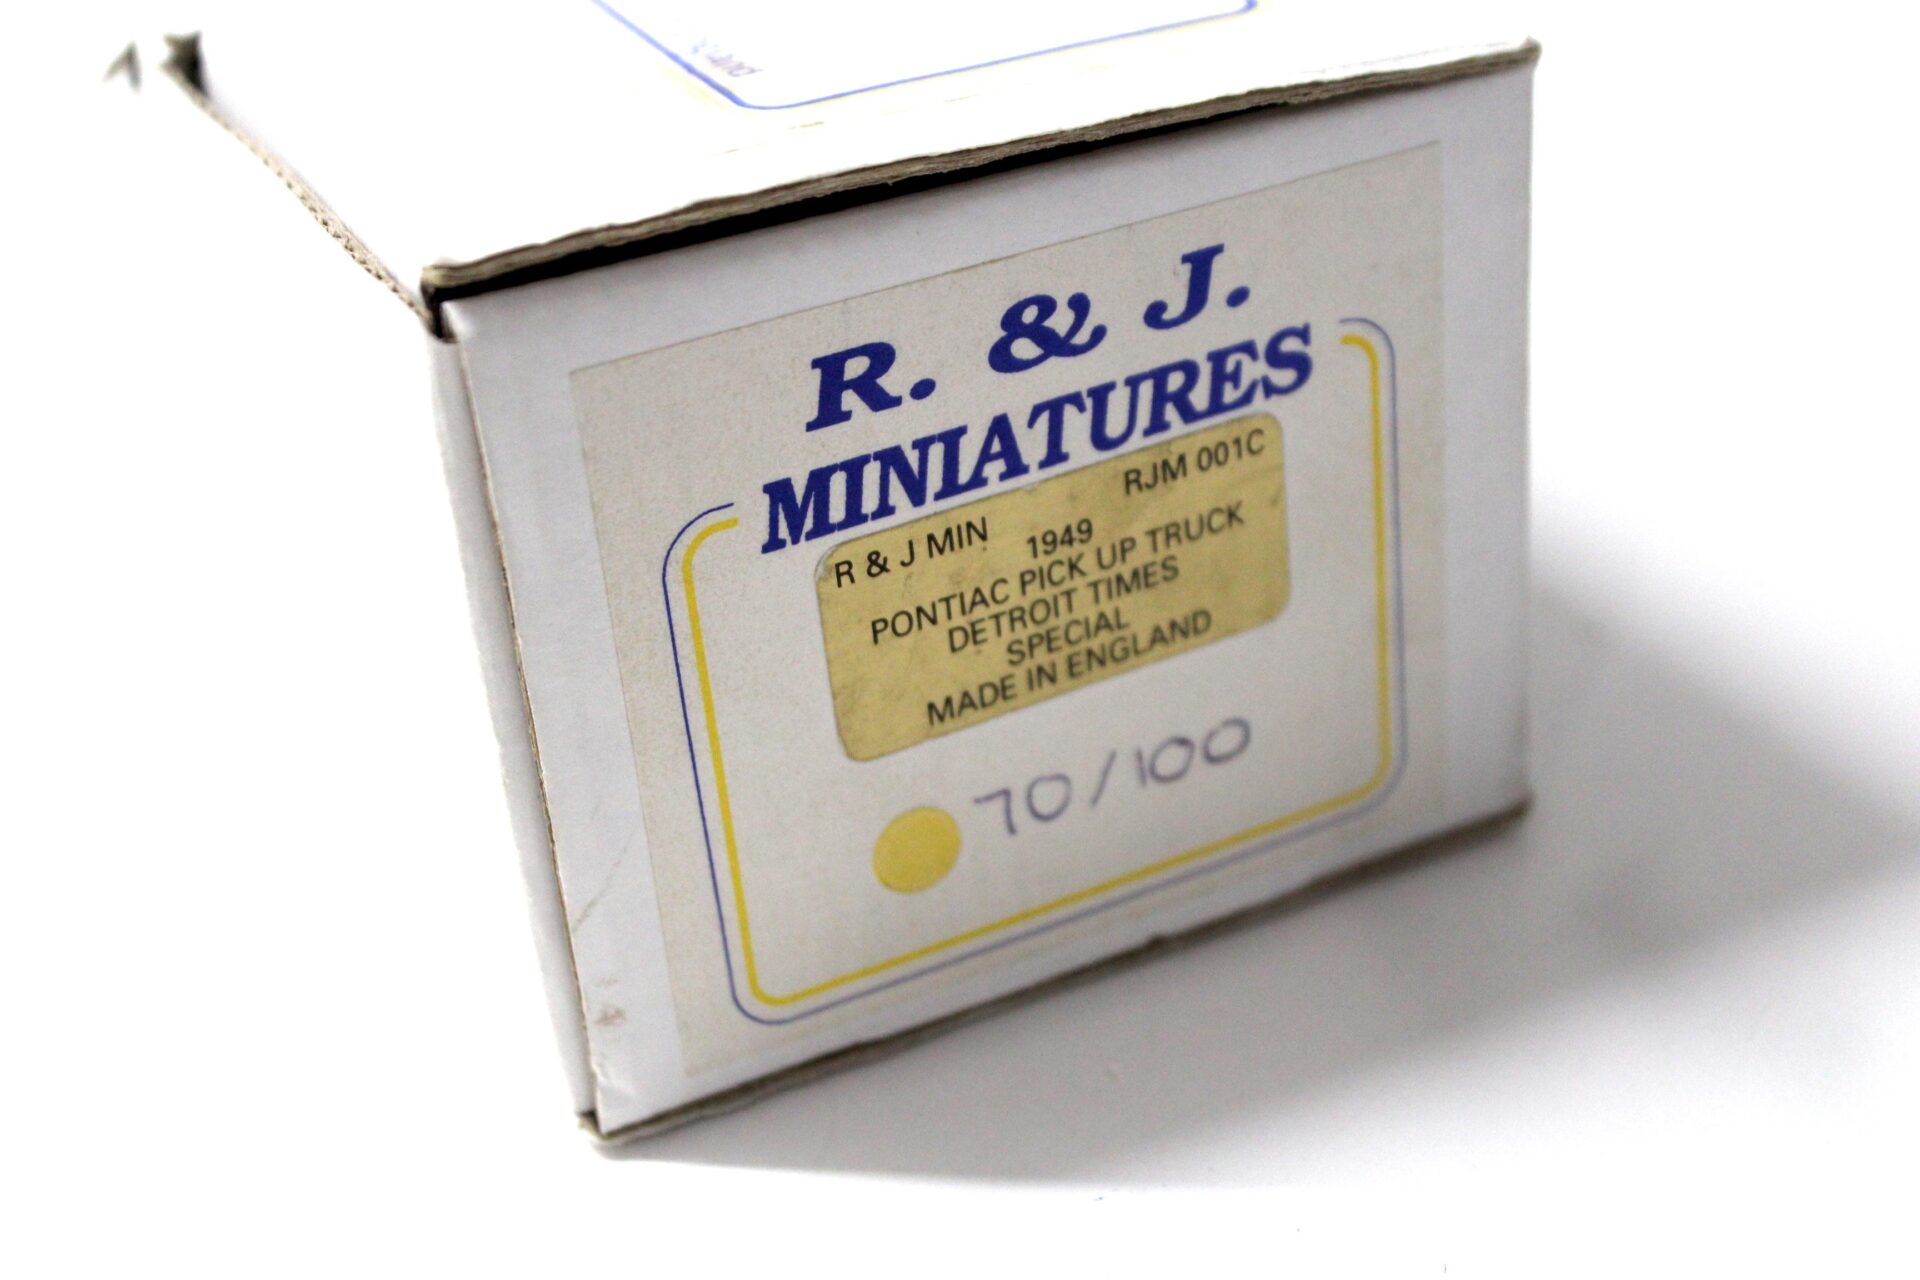 R. & J.
MINIATURES
R & J MIN RJM 001C
1949
PONTIAC PICK UP TRUCK
DETROIT TIMES
SPECIAL
MADE IN ENGLAND
70/100